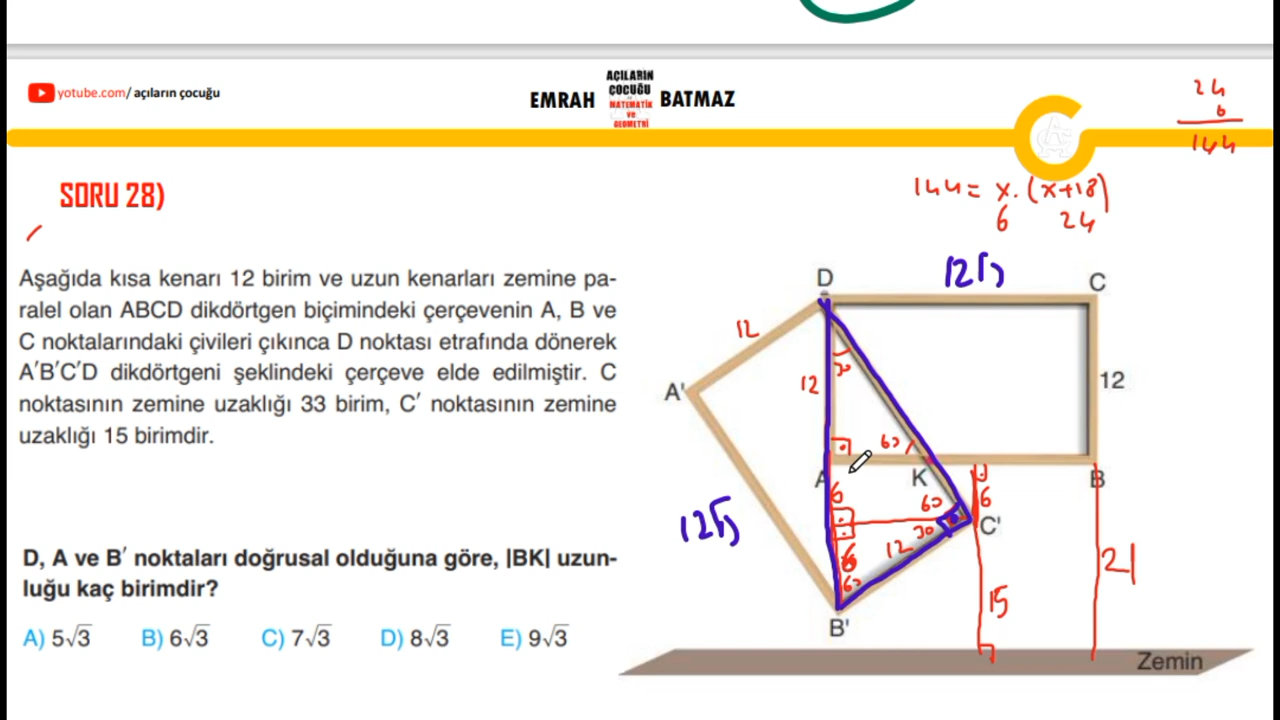 yotube.com/ açıların çocuğu
EMRAH
AÇILARIN
ÇOCUĞU
MATEMATİK
ve
GEOMETRİ
BATMAZ
24
6
144
144 = x.(x+18)
6 24
SORU 28)
Aşağıda kısa kenarı 12 birim ve uzun kenarları zemine pa-
ralel olan ABCD dikdörtgen biçimindeki çerçevenin A, B ve
C noktalarındaki çivileri çıkınca D noktası etrafında dönerek
A'B'C'D dikdörtgeni şeklindeki çerçeve elde edilmiştir. C
noktasının zemine uzaklığı 33 birim, C' noktasının zemine
uzaklığı 15 birimdir.
D, A ve B' noktaları doğrusal olduğuna göre, |BK| uzun-
luğu kaç birimdir?
A) 5√3 B) 6√3 C) 7√3 D) 8√3 E) 9√3
D
12√3
C
12
12
30
12
A'
60
A
K
B
6
60
6
C'
12√3
30
12
6
60
21
15
B'
Zemin